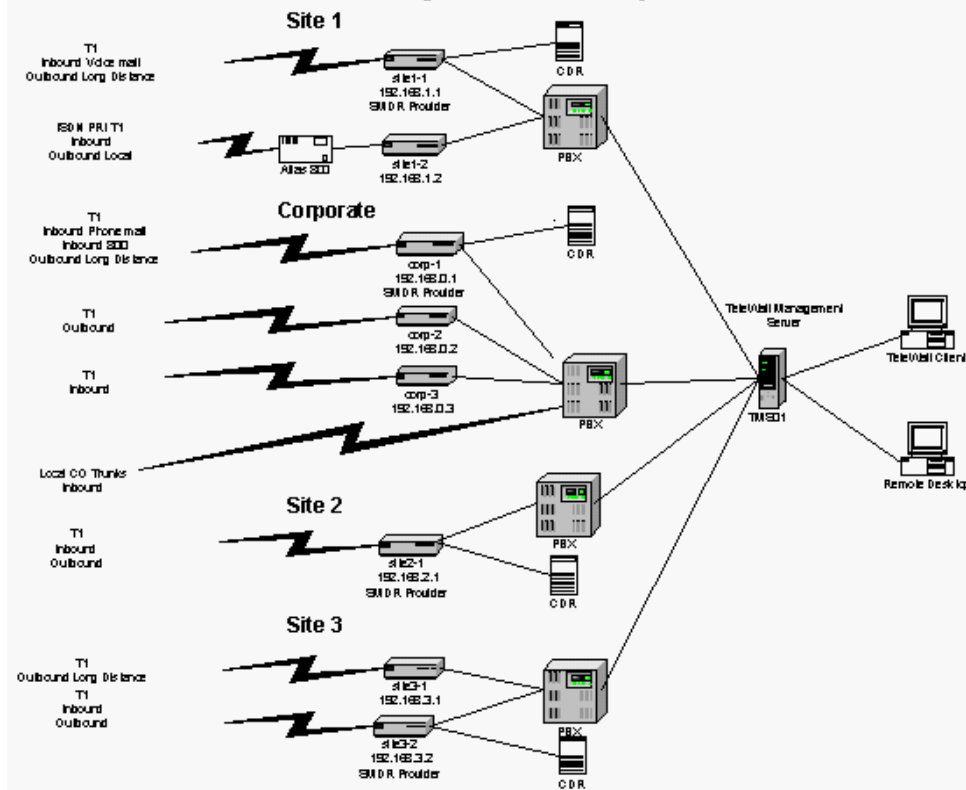 Site 1
T1
Inbound Voice mail
Outbound Long Distance
CDR
site1-1
192.168.1.1
SMDR Provider
ISDN PRI T1
Inbound
Outbound Local
Atlas 800
site1-2
192.168.1.2
PBX
Corporate
T1
Inbound Phone mail
Inbound 800
Outbound Long Distance
CDR
corp-1
192.168.0.1
SMDR Provider
T1
Outbound
corp-2
192.168.0.2
TeleWall Management
Server
TeleWall Client
T1
Inbound
corp-3
192.168.0.3
PBX
TMS01
Local CO Trunks
Inbound
Remote Desktop
Site 2
T1
Inbound
Outbound
PBX
site2-1
192.168.2.1
SMDR Provider
CDR
Site 3
T1
Outbound Long Distance
T1
Inbound
Outbound
site3-1
192.168.3.1
PBX
site3-2
192.168.3.2
SMDR Provider
CDR